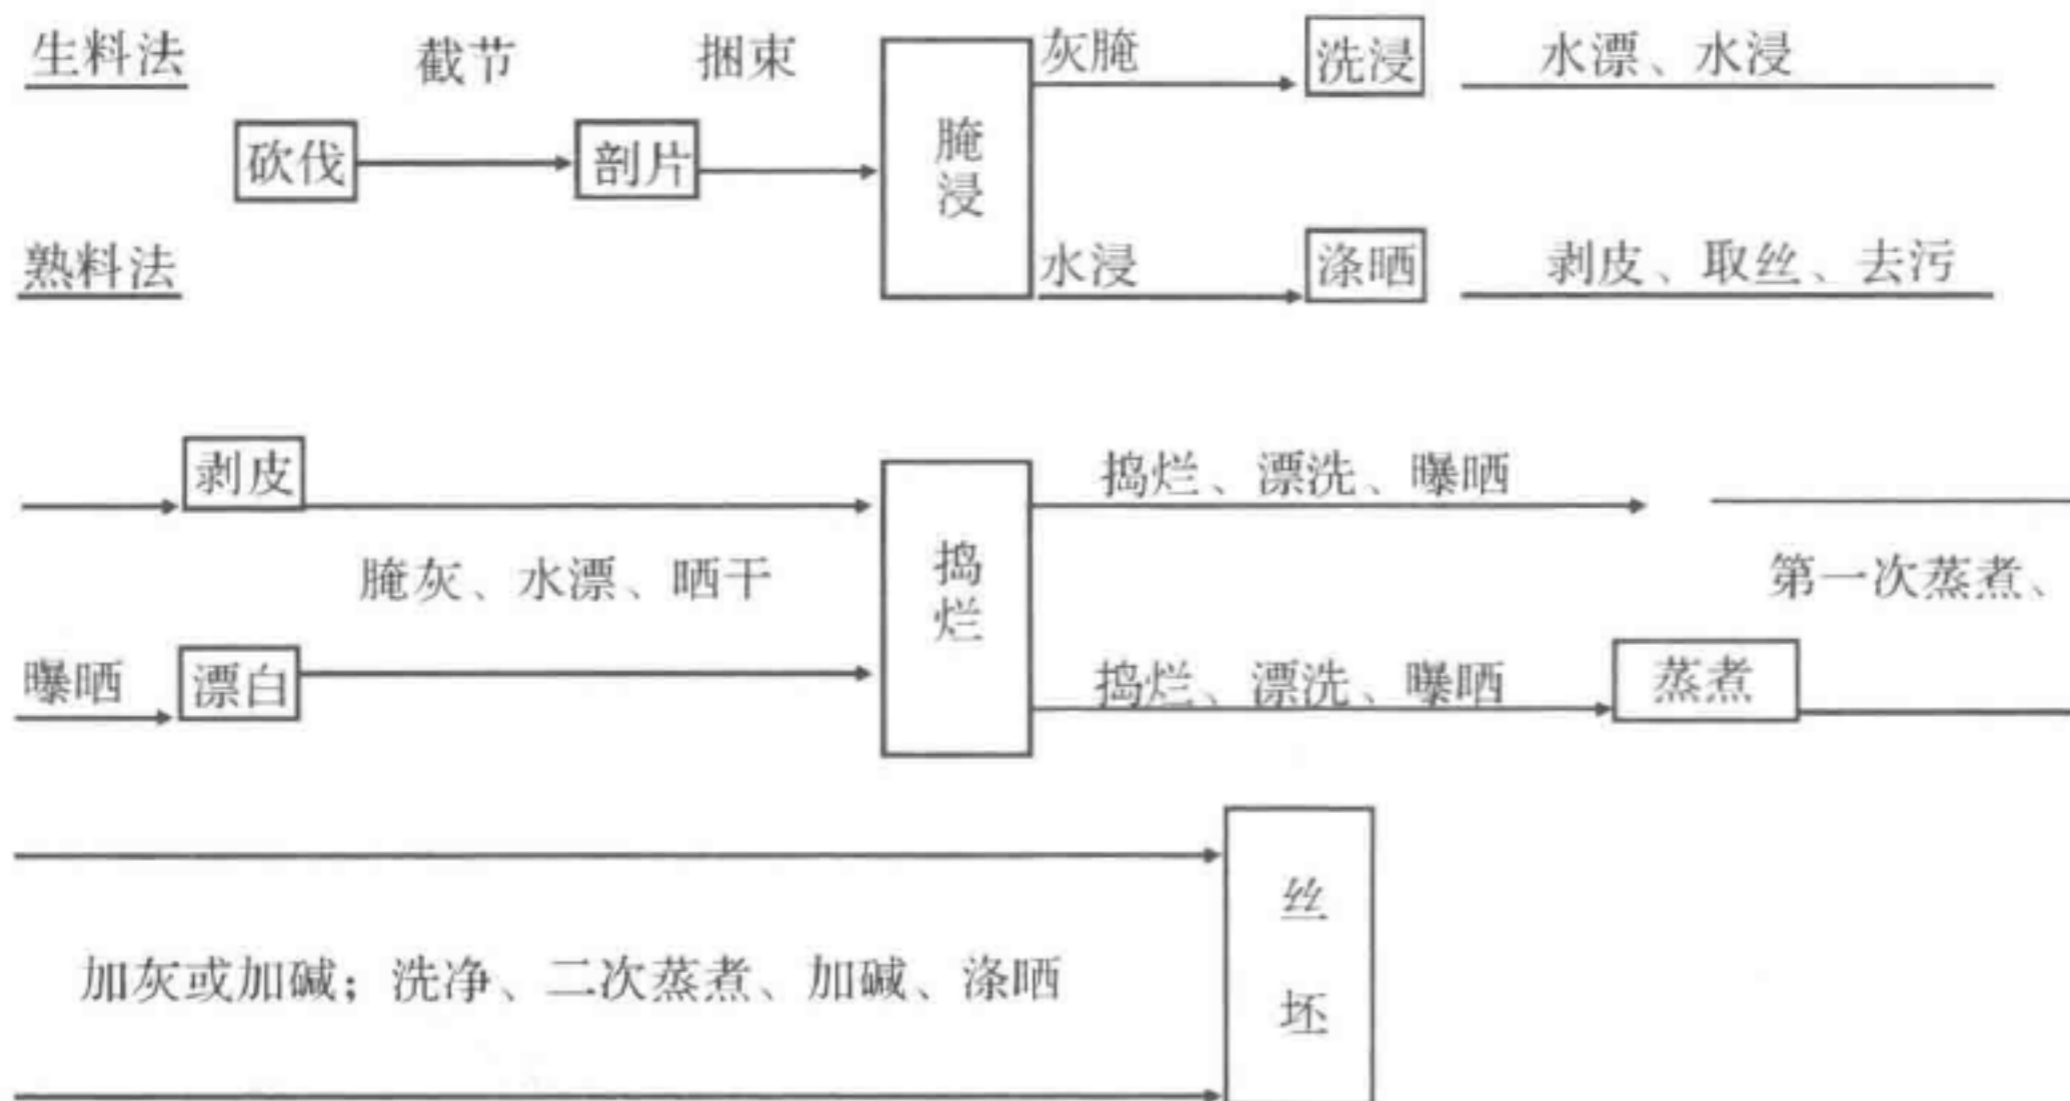 生料法 截节 捆束 灰腌 洗浸 水漂、水浸
砍伐 剖片 腌浸
熟料法 水浸 涤晒 剥皮、取丝、去污
剥皮 捣烂、漂洗、曝晒
腌灰、水漂、晒干 捣烂 第一次蒸煮、
曝晒 漂白 捣烂、漂洗、曝晒 蒸煮
加灰或加碱；洗净、二次蒸煮、加碱、涤晒 丝坯